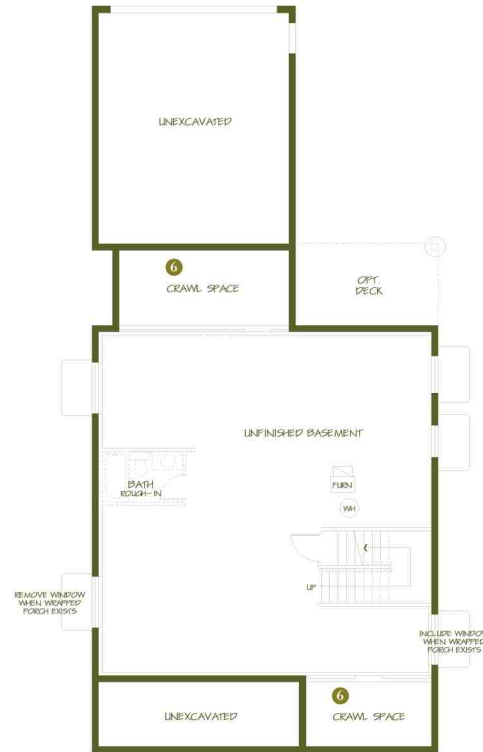 UNEXCAVATED
6
CRAWL SPACE
OPT.
DECK
UNFINISHED BASEMENT
FURN
WH
BATH
ROUGH-IN
UP
REMOVE WINDOW
WHEN WRAPPED
PORCH EXISTS
INCLUDE WINDOW
WHEN WRAPPED
PORCH EXISTS
6
UNEXCAVATED
CRAWL SPACE